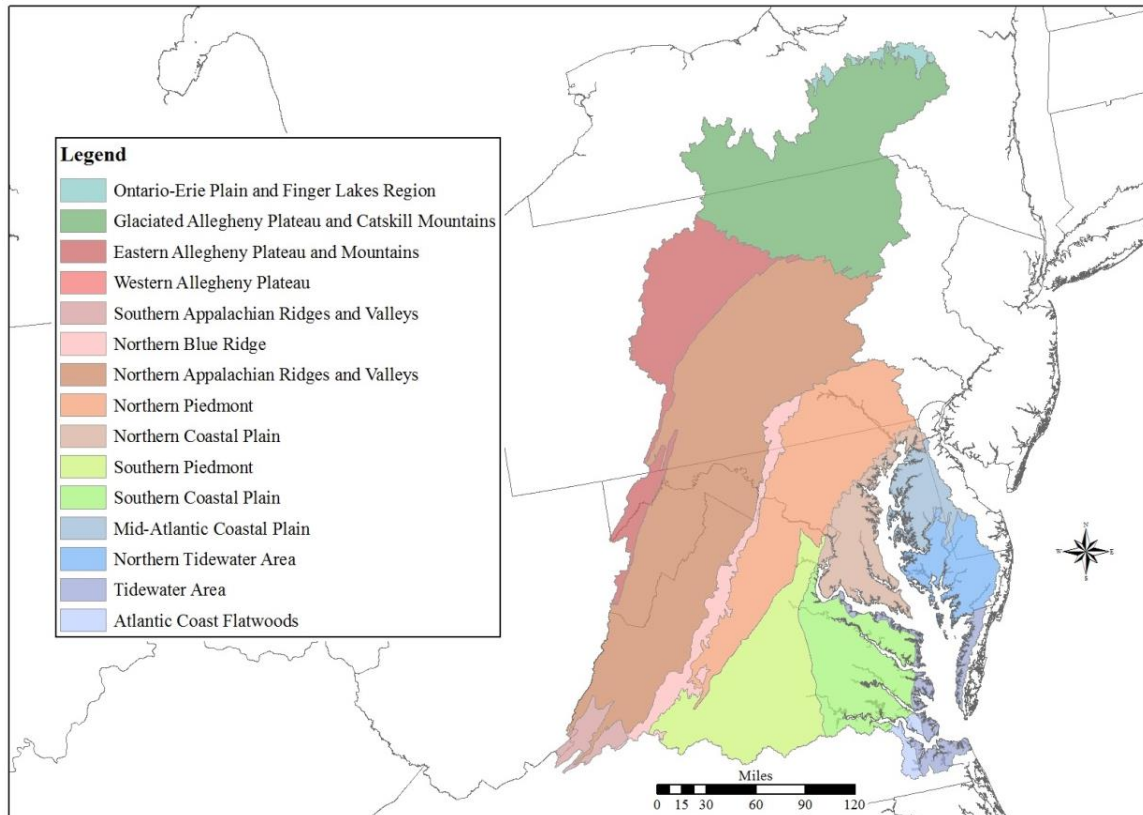 Legend
Ontario-Erie Plain and Finger Lakes Region
Glaciated Allegheny Plateau and Catskill Mountains
Eastern Allegheny Plateau and Mountains
Western Allegheny Plateau
Southern Appalachian Ridges and Valleys
Northern Blue Ridge
Northern Appalachian Ridges and Valleys
Northern Piedmont
Northern Coastal Plain
Southern Piedmont
Southern Coastal Plain
Mid-Atlantic Coastal Plain
Northern Tidewater Area
Tidewater Area
Atlantic Coast Flatwoods
N
W E
S
Miles
0 15 30 60 90 120